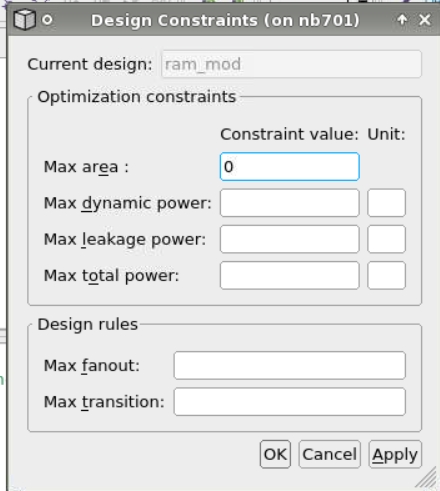 Design Constraints (on nb701)
Current design: ram_mod
Optimization constraints
Constraint value: Unit:
Max area : 0
Max dynamic power:
Max leakage power:
Max total power:
Design rules
Max fanout:
Max transition:
OK Cancel Apply